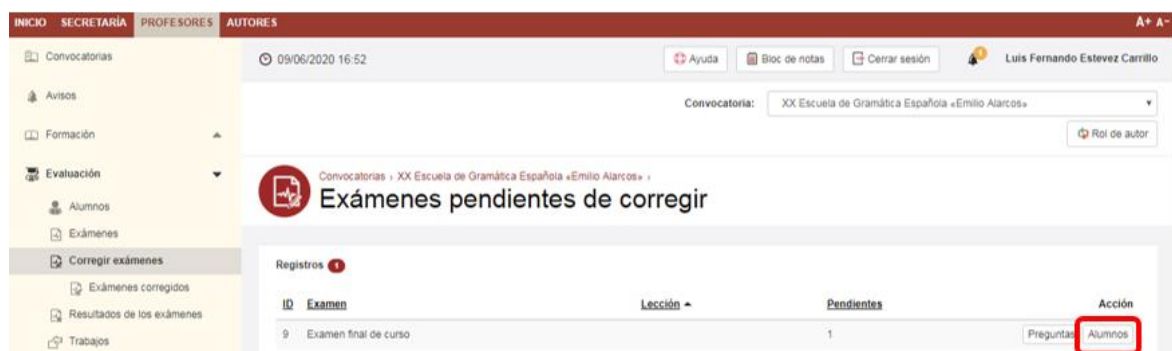 INICIO SECRETARÍA PROFESORES AUTORES A+ A-
Convocatorias
09/06/2020 16:52 Ayuda Bloc de notas Cerrar sesión 1 Luis Fernando Estevez Carrillo
Avisos
Convocatoria: XX Escuela de Gramática Española «Emilio Alarcos»
Formación
Rol de autor
Evaluación
Convocatorias › XX Escuela de Gramática Española «Emilio Alarcos» ›
Exámenes pendientes de corregir
Alumnos
Exámenes
Corregir exámenes
Registros 1
Exámenes corregidos
ID Examen Lección Pendientes Acción
Resultados de los exámenes
9 Examen final de curso 1 Preguntas Alumnos
Trabajos